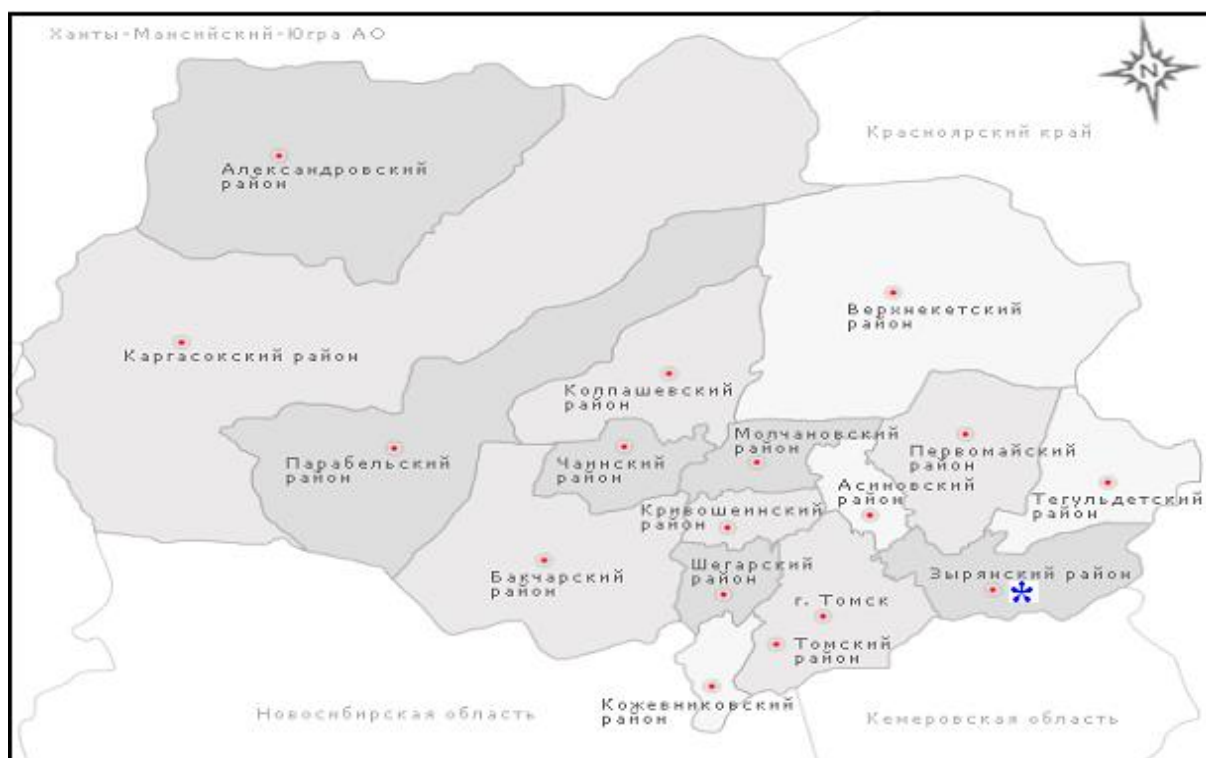 Ханты-Мансийский-Югра АО
N
Красноярский край
Александровский
район
Верхнекетский
район
Каргасокский район
Колпашевский
район
Молчановский
район
Первомайский
район
Парабельский
район
Чаинский
район
Асиновский
район
Тегульдетский
район
Кривошеинский
район
Шегарский
район
Бакчарский
район
Зырянский район
г. Томск
Томский
район
Кожевниковский
район
Новосибирская область
Кемеровская область